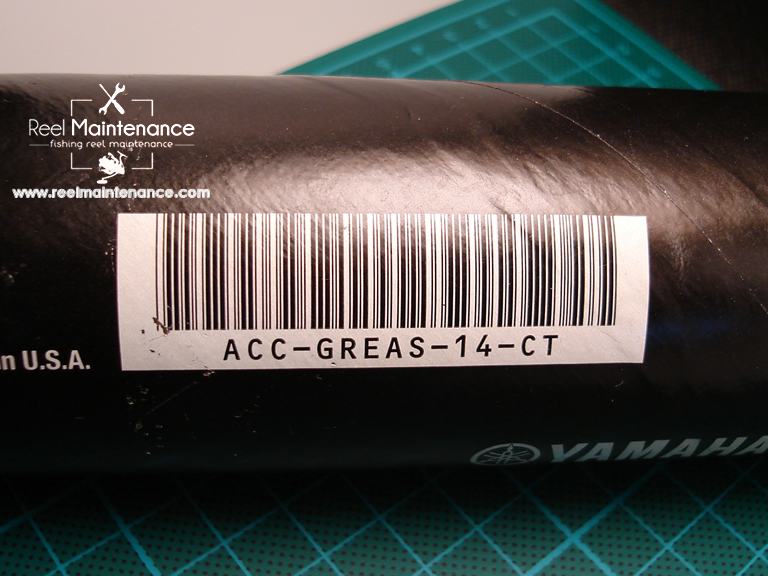 Reel Maintenance
fishing reel maintenance
www.reelmaintenance.com
ACC-GREAS-14-CT
n U.S.A.
YAMAHA